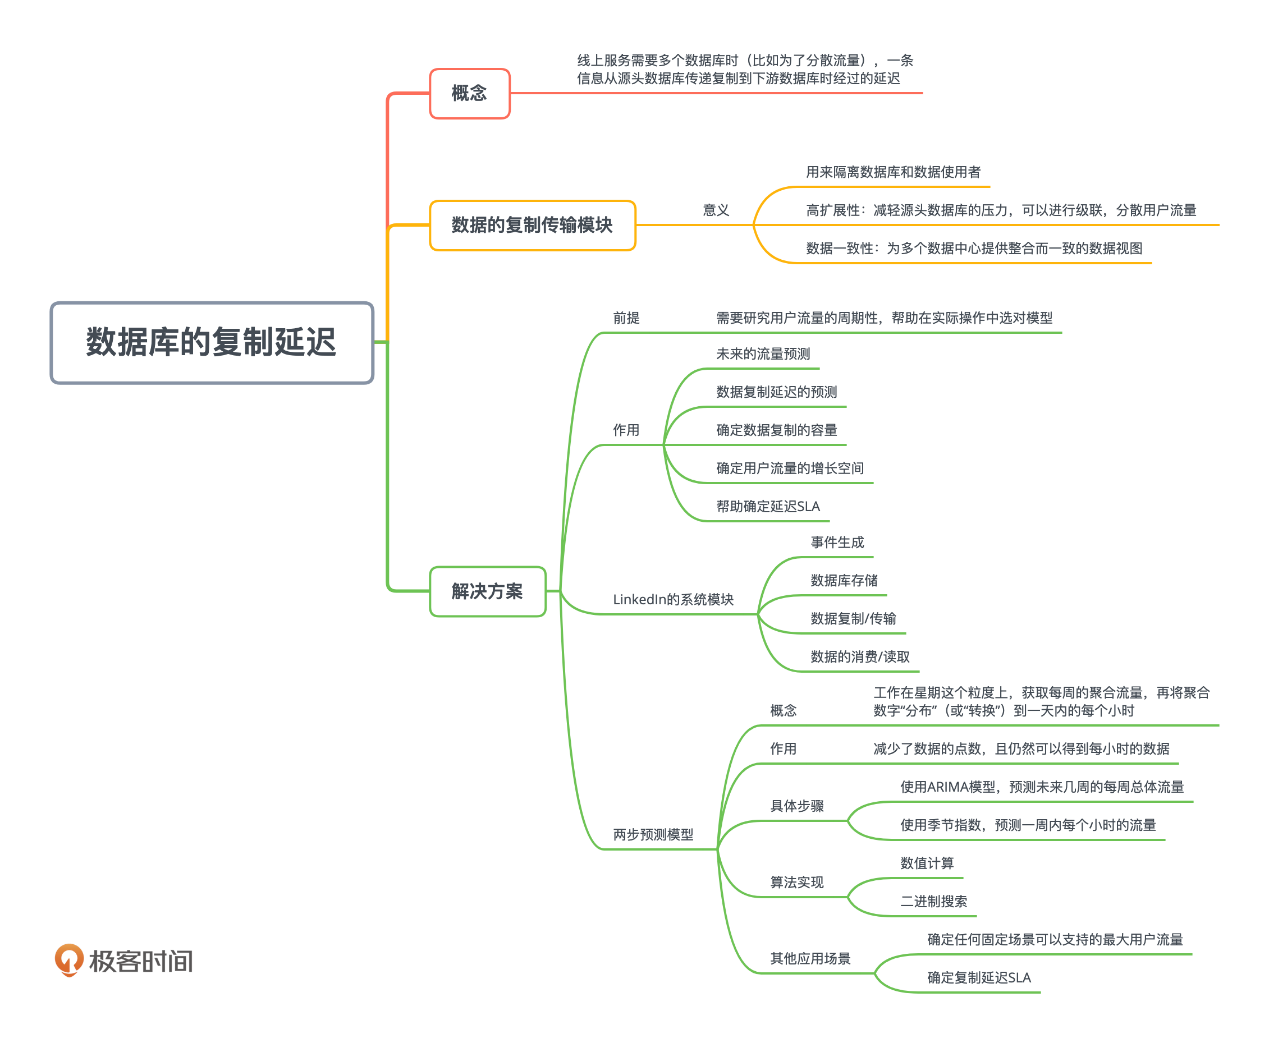 数据库的复制延迟
概念
线上服务需要多个数据库时（比如为了分散流量），一条
信息从源头数据库传递复制到下游数据库时经过的延迟
数据的复制传输模块
意义
用来隔离数据库和数据使用者
高扩展性：减轻源头数据库的压力，可以进行级联，分散用户流量
数据一致性：为多个数据中心提供整合而一致的数据视图
解决方案
前提
需要研究用户流量的周期性，帮助在实际操作中选对模型
作用
未来的流量预测
数据复制延迟的预测
确定数据复制的容量
确定用户流量的增长空间
帮助确定延迟SLA
LinkedIn的系统模块
事件生成
数据库存储
数据复制/传输
数据的消费/读取
两步预测模型
概念
工作在星期这个粒度上，获取每周的聚合流量，再将聚合
数字“分布”（或“转换”）到一天内的每个小时
作用
减少了数据的点数，且仍然可以得到每小时的数据
具体步骤
使用ARIMA模型，预测未来几周的每周总体流量
使用季节指数，预测一周内每个小时的流量
算法实现
数值计算
二进制搜索
其他应用场景
确定任何固定场景可以支持的最大用户流量
确定复制延迟SLA
极客时间